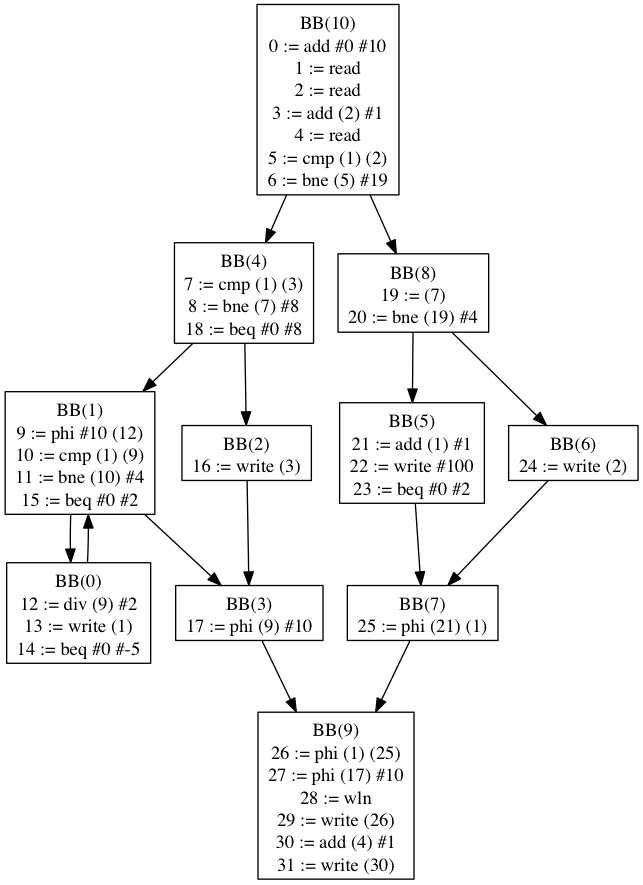 BB(10)
0 := add #0 #10
1 := read
2 := read
3 := add (2) #1
4 := read
5 := cmp (1) (2)
6 := bne (5) #19
BB(4)
7 := cmp (1) (3)
8 := bne (7) #8
18 := beq #0 #8
BB(8)
19 := (7)
20 := bne (19) #4
BB(1)
9 := phi #10 (12)
10 := cmp (1) (9)
11 := bne (10) #4
15 := beq #0 #2
BB(2)
16 := write (3)
BB(5)
21 := add (1) #1
22 := write #100
23 := beq #0 #2
BB(6)
24 := write (2)
BB(0)
12 := div (9) #2
13 := write (1)
14 := beq #0 #-5
BB(3)
17 := phi (9) #10
BB(7)
25 := phi (21) (1)
BB(9)
26 := phi (1) (25)
27 := phi (17) #10
28 := wln
29 := write (26)
30 := add (4) #1
31 := write (30)